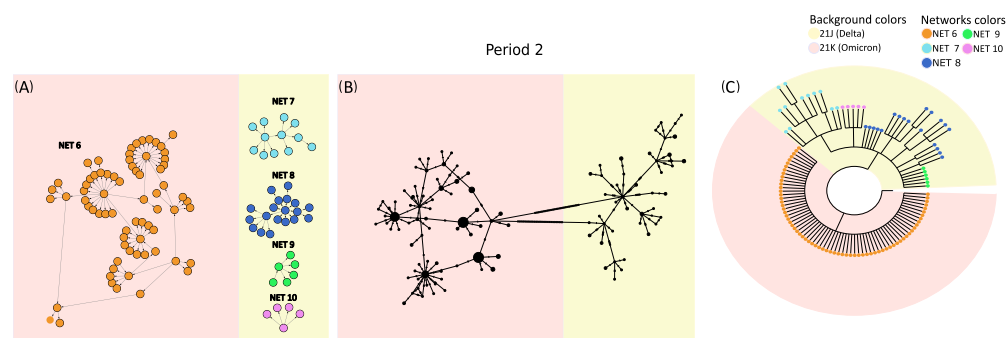 Background colors
21J (Delta)
21K (Omicron)
Networks colors
NET 6 NET 9
NET 7 NET 10
NET 8
Period 2
(A)
NET 6
NET 7
NET 8
NET 9
NET 10
(B)
(C)